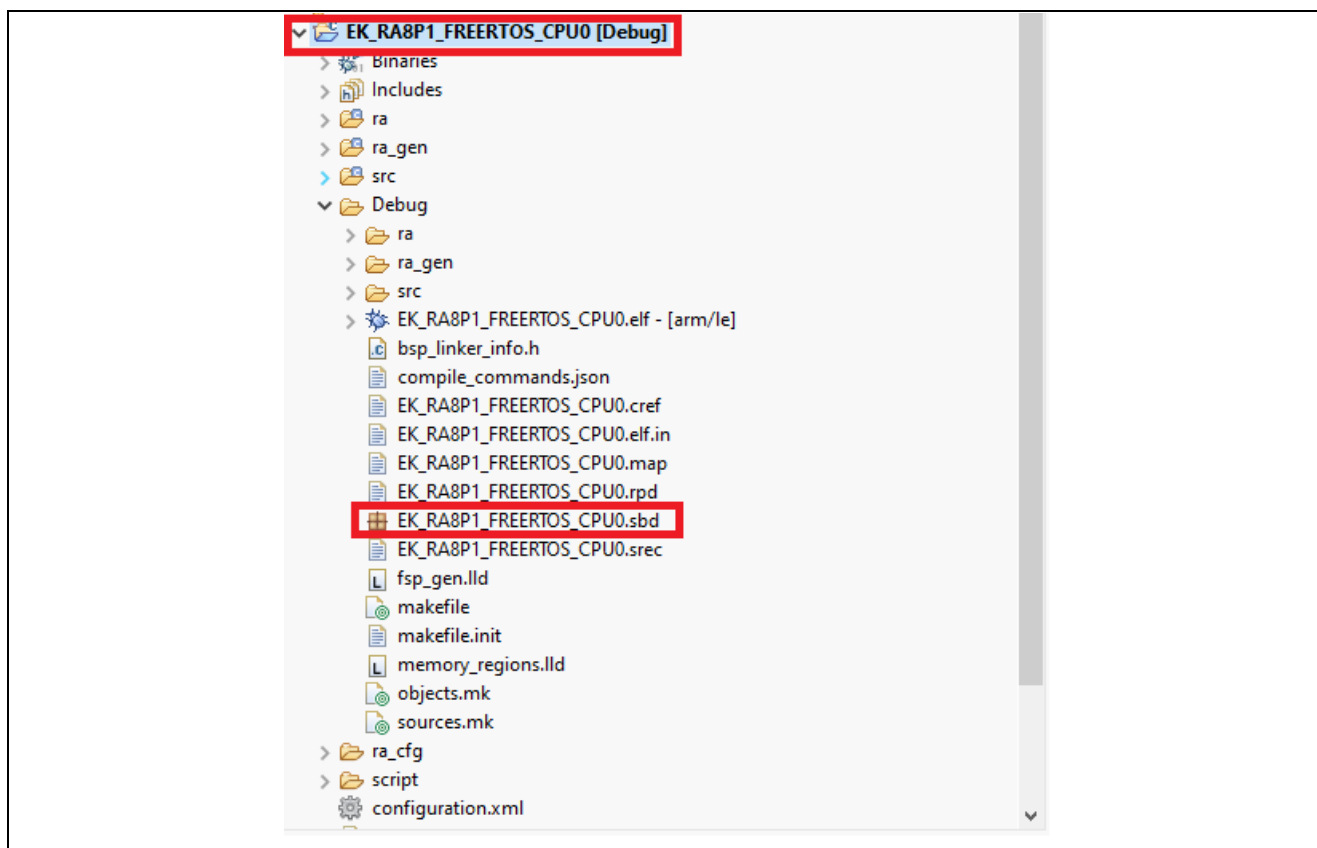 EK_RA8P1_FREERTOS_CPU0 [Debug]
Binaries
Includes
ra
ra_gen
src
Debug
ra
ra_gen
src
EK_RA8P1_FREERTOS_CPU0.elf - [arm/le]
bsp_linker_info.h
compile_commands.json
EK_RA8P1_FREERTOS_CPU0.cref
EK_RA8P1_FREERTOS_CPU0.elf.in
EK_RA8P1_FREERTOS_CPU0.map
EK_RA8P1_FREERTOS_CPU0.rpd
EK_RA8P1_FREERTOS_CPU0.sbd
EK_RA8P1_FREERTOS_CPU0.srec
fsp_gen.lld
makefile
makefile.init
memory_regions.lld
objects.mk
sources.mk
ra_cfg
script
configuration.xml